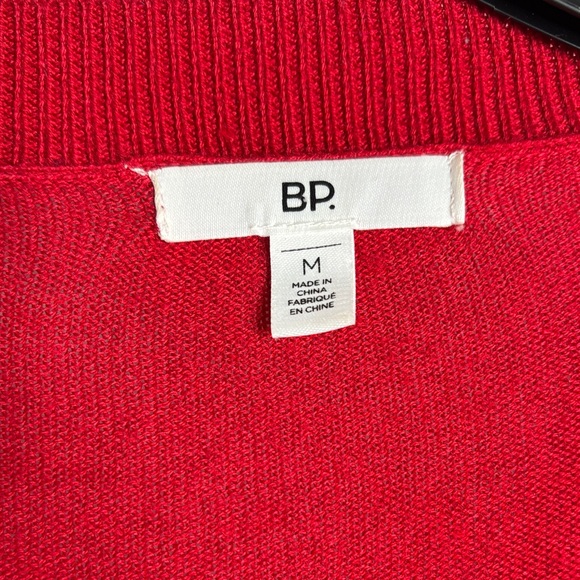 BP.
M
MADE IN
CHINA
FABRIQUÉ
EN CHINE